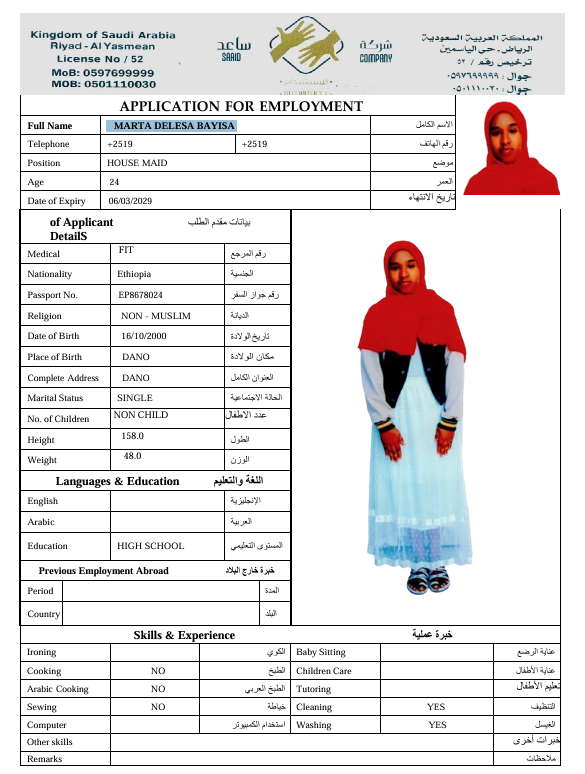 Kingdom of Saudi Arabia
Riyad - Al Yasmean
License No / 52
MoB: 0597699999
MOB: 0501110030
ساعد
SAAID
شركة
COMPANY
المملكة العربية السعودية
الرياض - حي الياسمين
ترخيص رقم / ٥٢
جوال : ٠٥٩٧٦٩٩٩٩٩
جوال : ٠٥٠١١١٠٠٣٠
APPLICATION FOR EMPLOYMENT
Full Name MARTA DELESA BAYISA الاسم الكامل
Telephone +2519 +2519 رقم الهاتف
Position HOUSE MAID موضع
Age 24 العمر
Date of Expiry 06/03/2029 تاريخ الانتهاء
of Applicant بيانات مقدم الطلب
DetailS
Medical FIT رقم المرجع
Nationality Ethiopia الجنسية
Passport No. EP8678024 رقم جواز السفر
Religion NON - MUSLIM الديانة
Date of Birth 16/10/2000 تاريخ الولادة
Place of Birth DANO مكان الولادة
Complete Address DANO العنوان الكامل
Marital Status SINGLE الحالة الاجتماعية
No. of Children NON CHILD عدد الاطفال
Height 158.0 الطول
Weight 48.0 الوزن
Languages & Education اللغة والتعليم
English الإنجليزية
Arabic العربية
Education HIGH SCHOOL المستوى التعليمي
Previous Employment Abroad خبرة خارج البلاد
Period المدة
Country البلد
Skills & Experience خبرة عملية
Ironing الكوي Baby Sitting عناية الرضع
Cooking NO الطبخ Children Care عناية الأطفال
Arabic Cooking NO الطبخ العربي Tutoring تعليم الأطفال
Sewing NO خياطة Cleaning YES التنظيف
Computer استخدام الكمبيوتر Washing YES الغيسل
Other skills خبرات أخرى
Remarks ملاحظات